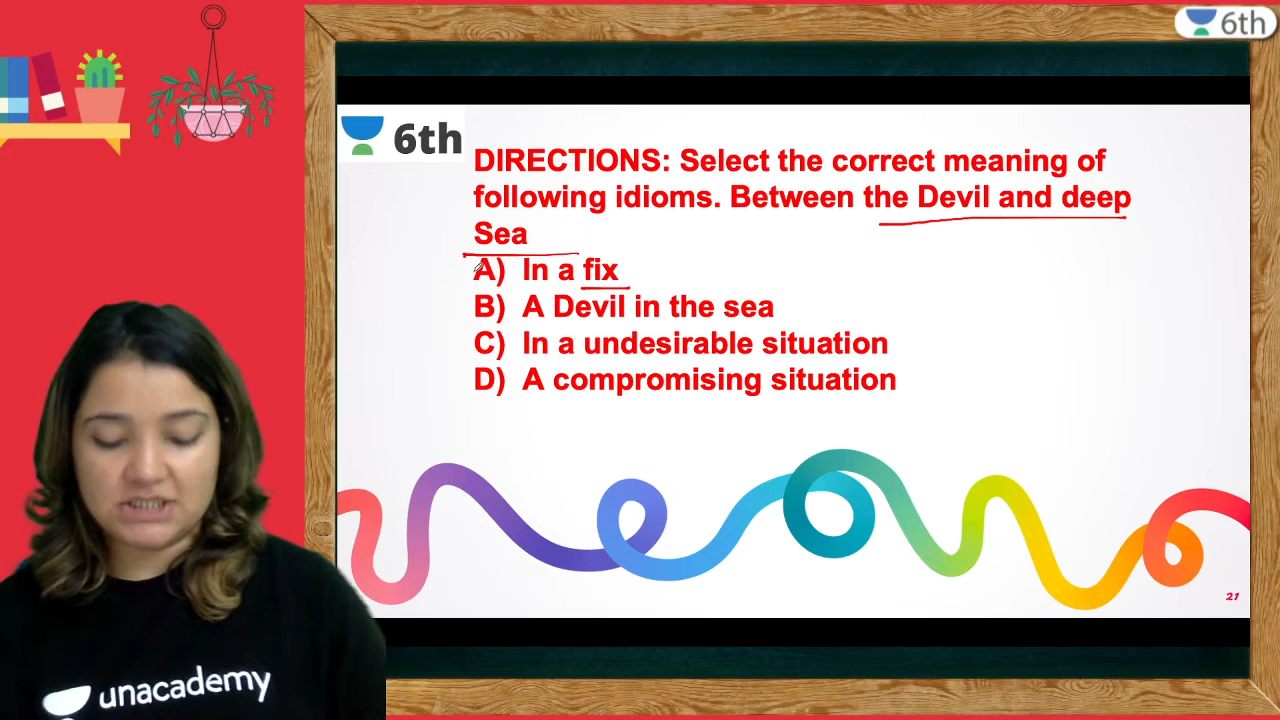 6th
6th
DIRECTIONS: Select the correct meaning of
following idioms. Between the Devil and deep
Sea
A) In a fix
B) A Devil in the sea
C) In a undesirable situation
D) A compromising situation
21
unacademy